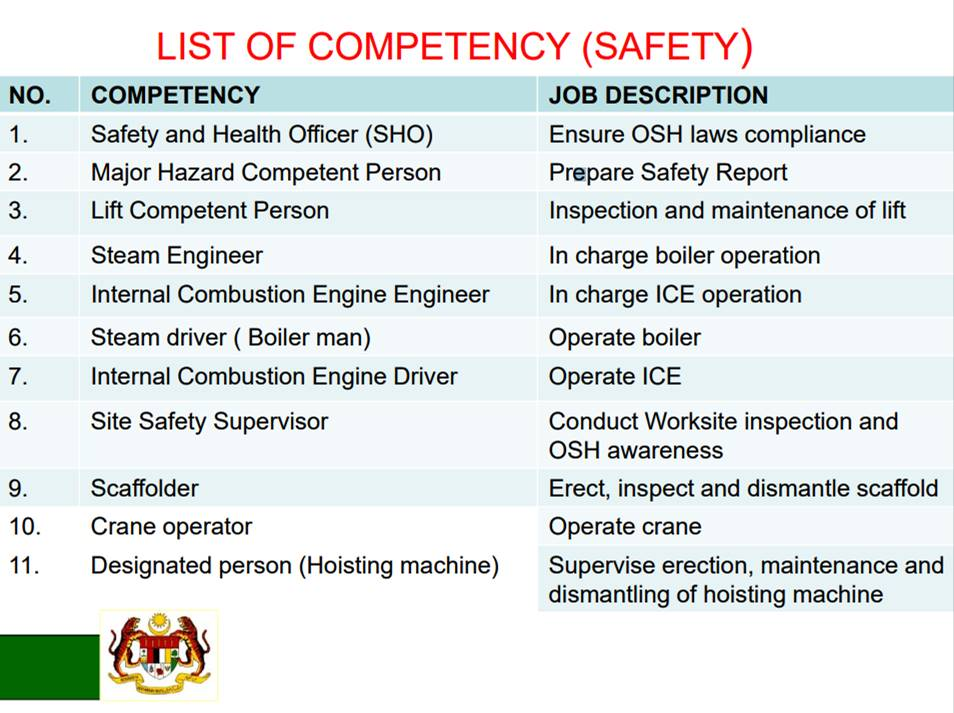 LIST OF COMPETENCY (SAFETY)
NO. COMPETENCY JOB DESCRIPTION
1. Safety and Health Officer (SHO) Ensure OSH laws compliance
2. Major Hazard Competent Person Prepare Safety Report
3. Lift Competent Person Inspection and maintenance of lift
4. Steam Engineer In charge boiler operation
5. Internal Combustion Engine Engineer In charge ICE operation
6. Steam driver ( Boiler man) Operate boiler
7. Internal Combustion Engine Driver Operate ICE
8. Site Safety Supervisor Conduct Worksite inspection and
OSH awareness
9. Scaffolder Erect, inspect and dismantle scaffold
10. Crane operator Operate crane
11. Designated person (Hoisting machine) Supervise erection, maintenance and
dismantling of hoisting machine